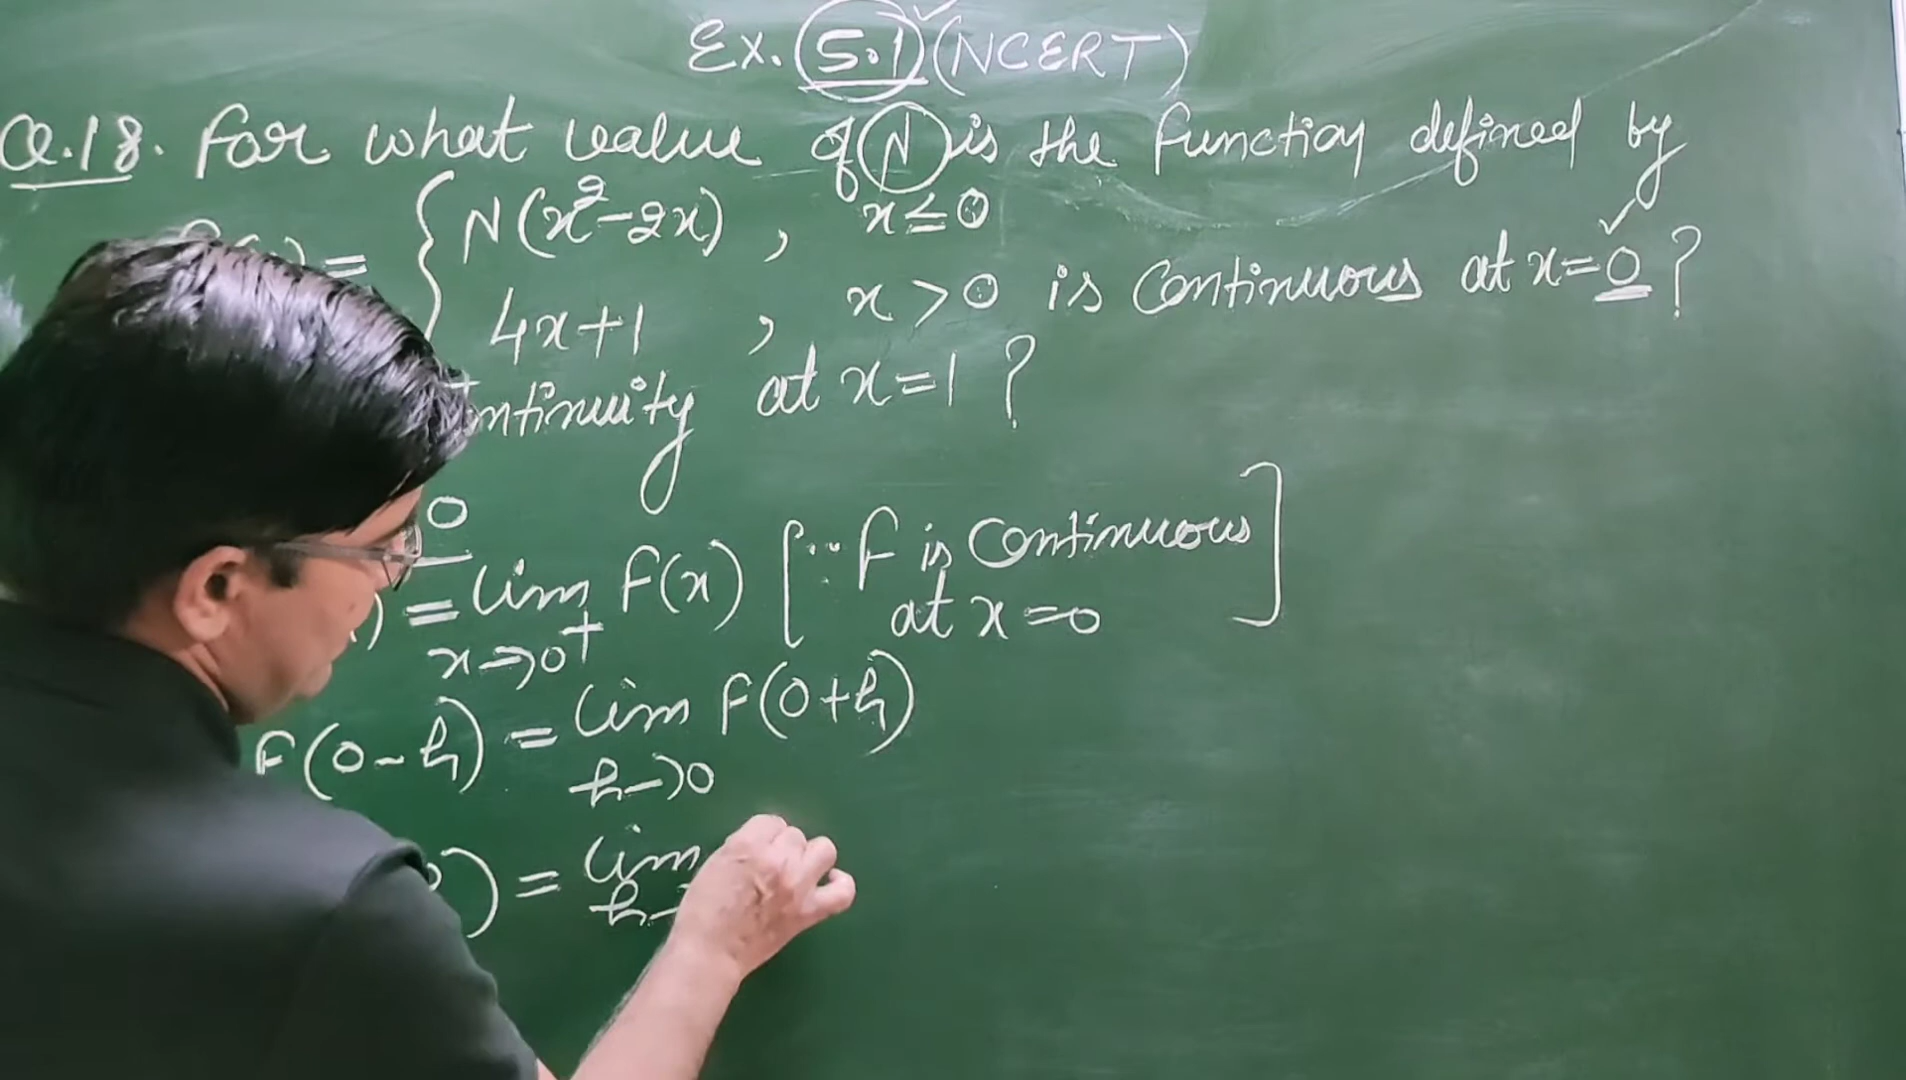 Ex. 5.1 (NCERT)
Q.18. For what value of λ is the function defined by
= { λ(x²-2x) , x≤0
4x+1 , x>0 is continuous at x=0 ?
ntinuity at x=1 ?
0
) = lim f(x) [∵ f is continuous
x→0⁺ at x=0 ]
f(0-h) = lim f(0+h)
h→0
) = lim
h